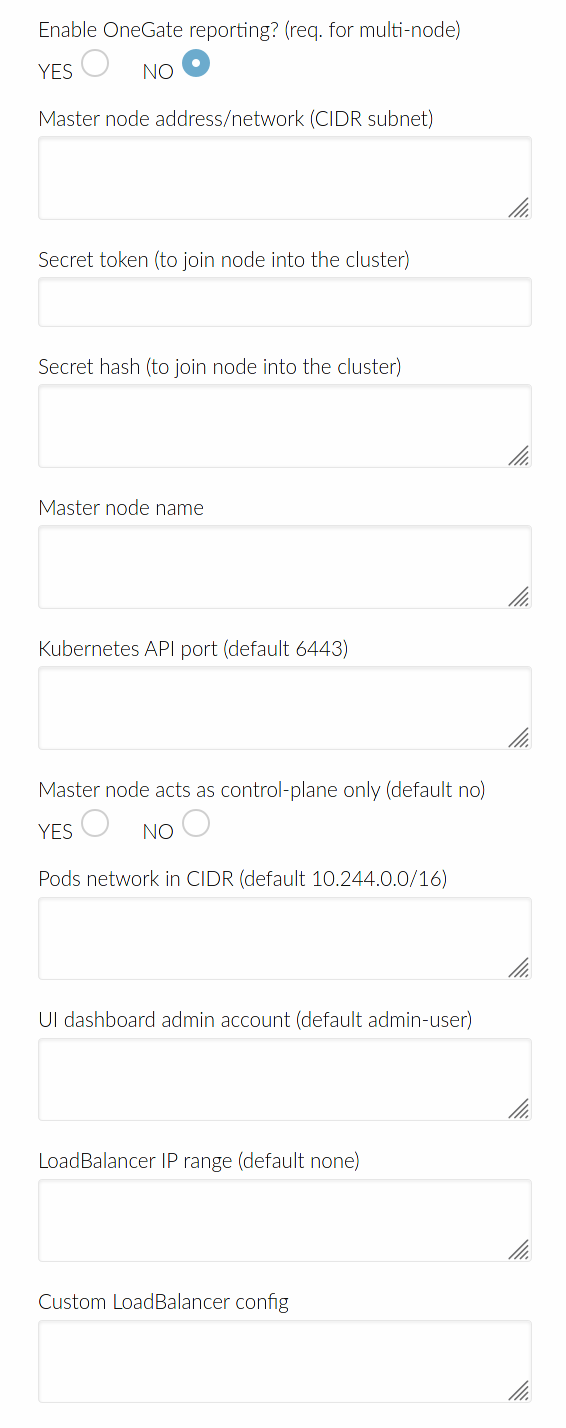 Enable OneGate reporting? (req. for multi-node)
YES NO
Master node address/network (CIDR subnet)
Secret token (to join node into the cluster)
Secret hash (to join node into the cluster)
Master node name
Kubernetes API port (default 6443)
Master node acts as control-plane only (default no)
YES NO
Pods network in CIDR (default 10.244.0.0/16)
UI dashboard admin account (default admin-user)
LoadBalancer IP range (default none)
Custom LoadBalancer config